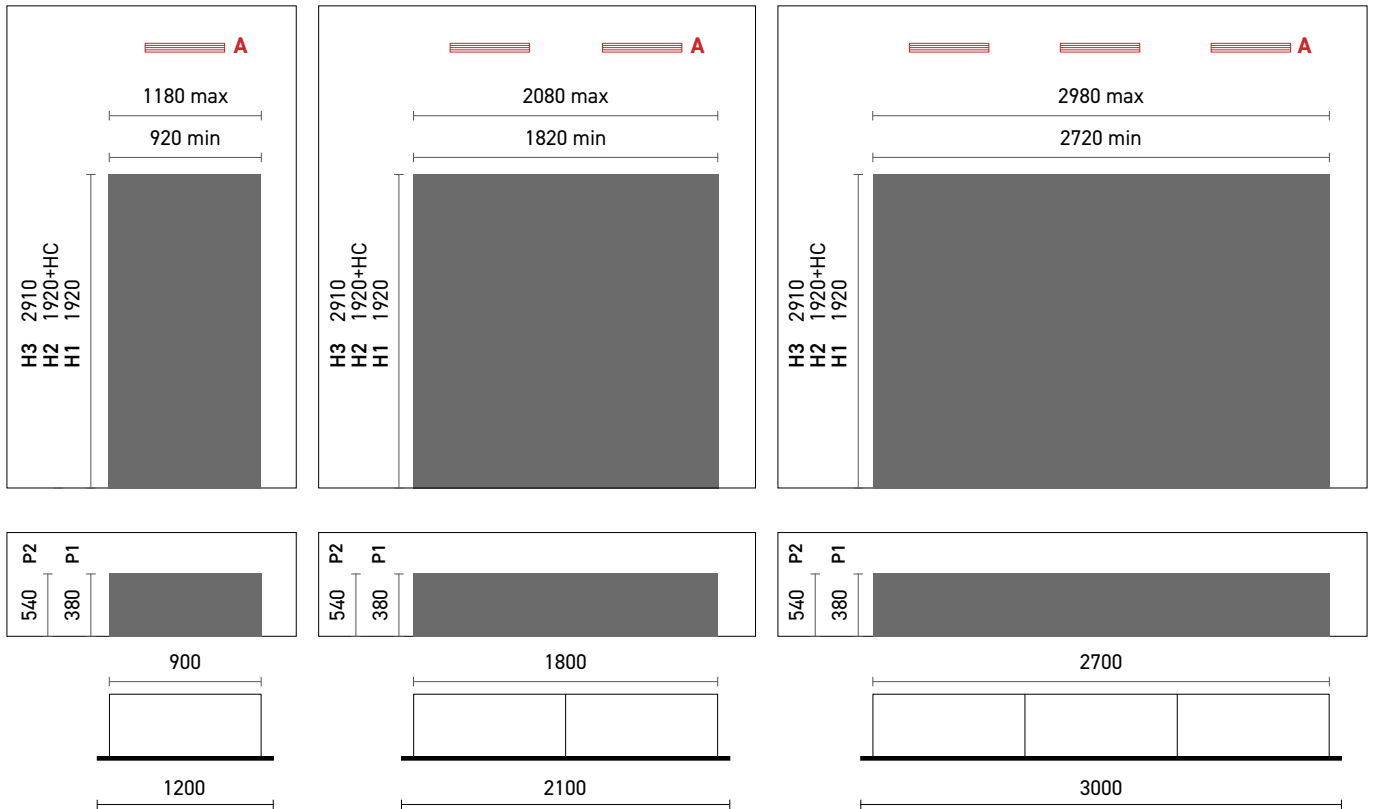 A
1180 max
920 min
H3 2910
H2 1920+HC
H1 1920
A
2080 max
1820 min
H3 2910
H2 1920+HC
H1 1920
A
2980 max
2720 min
H3 2910
H2 1920+HC
H1 1920
540 P2
380 P1
900
1200
540 P2
380 P1
1800
2100
540 P2
380 P1
2700
3000